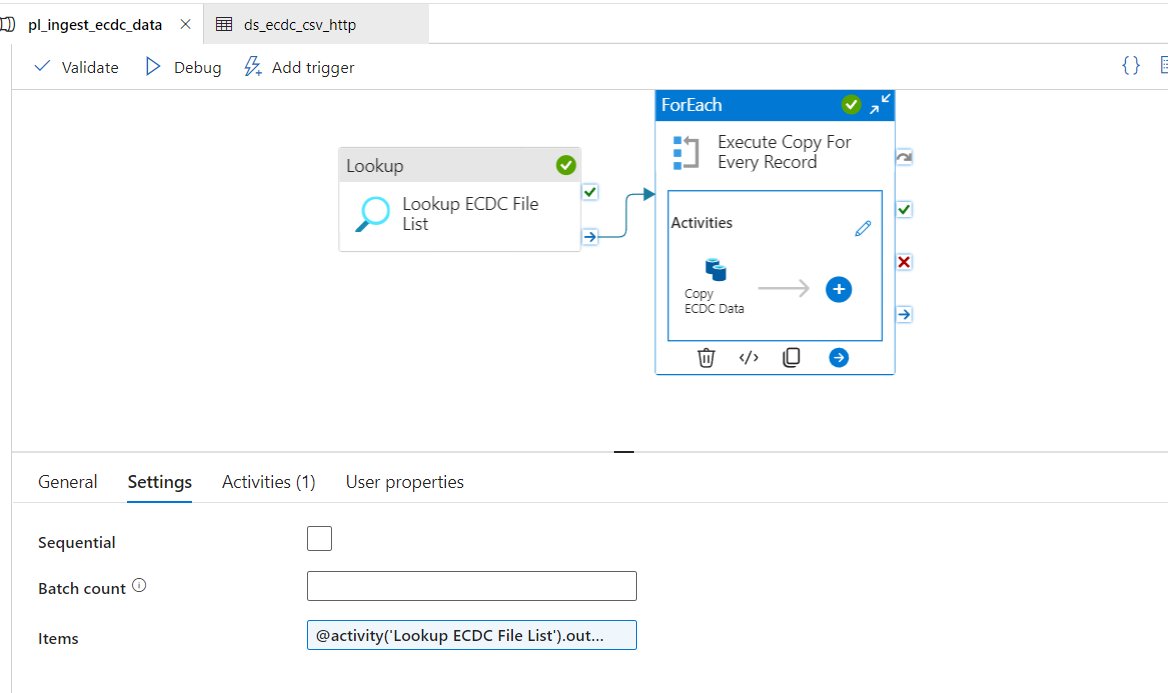 pl_ingest_ecdc_data
ds_ecdc_csv_http
Validate
Debug
Add trigger
{}
Lookup
Lookup ECDC File
List
ForEach
Execute Copy For
Every Record
Activities
Copy
ECDC Data
General
Settings
Activities (1)
User properties
Sequential
Batch count
Items
@activity('Lookup ECDC File List').out...